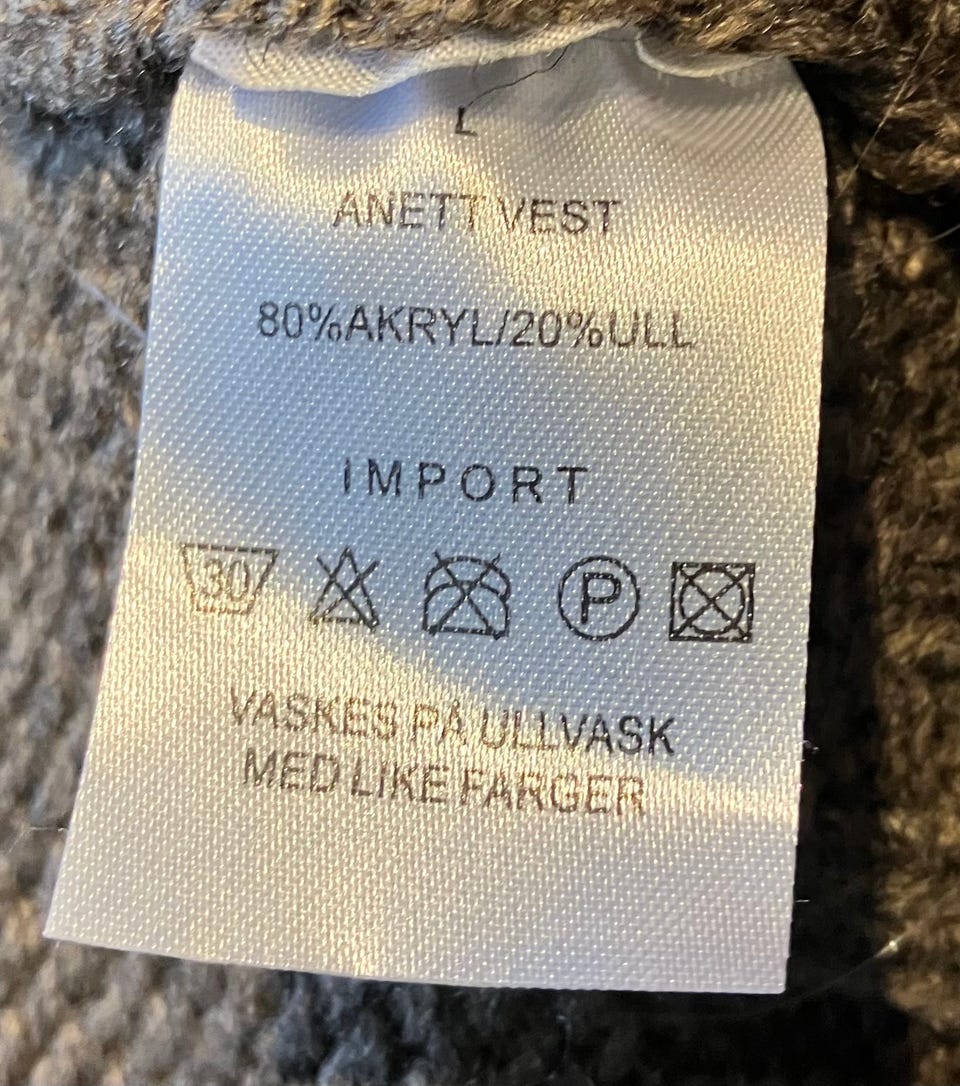 L
ANETT VEST
80%AKRYL/20%ULL
IMPORT
30 P
VASKES PÅ ULLVASK
MED LIKE FARGER